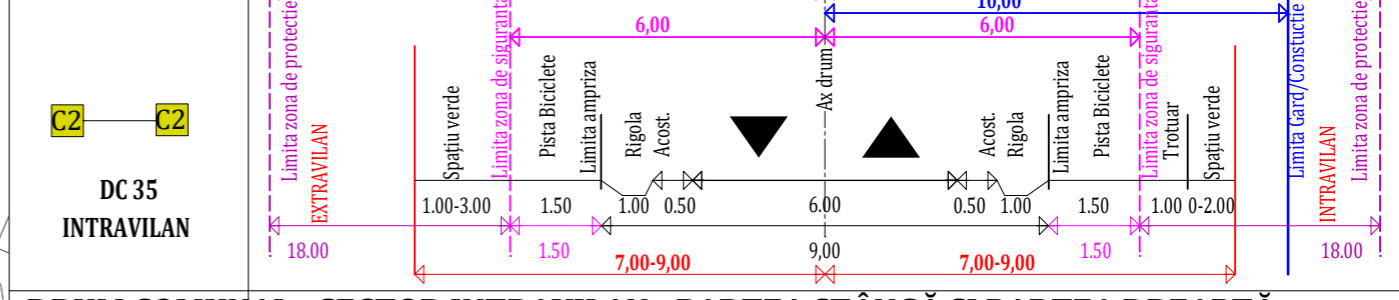 10,00
6,00
6,00
Limita zona de protectie
Limita zona de siguranta
Ax drum
Limita zona de siguranta
Limita Gard/Constuctie
Limita zona de protectie
EXTRAVILAN
Spațiu verde
Pista Biciclete
Limita ampriza
Rigola
Acost.
Acost.
Rigola
Limita ampriza
Pista Biciclete
Trotuar
Spațiu verde
INTRAVILAN
C2
C2
DC 35
INTRAVILAN
1.00-3.00
1.50
1.00
0.50
6.00
0.50
1.00
1.50
1.00
0-2.00
18.00
1.50
9,00
1.50
18.00
7,00-9,00
7,00-9,00